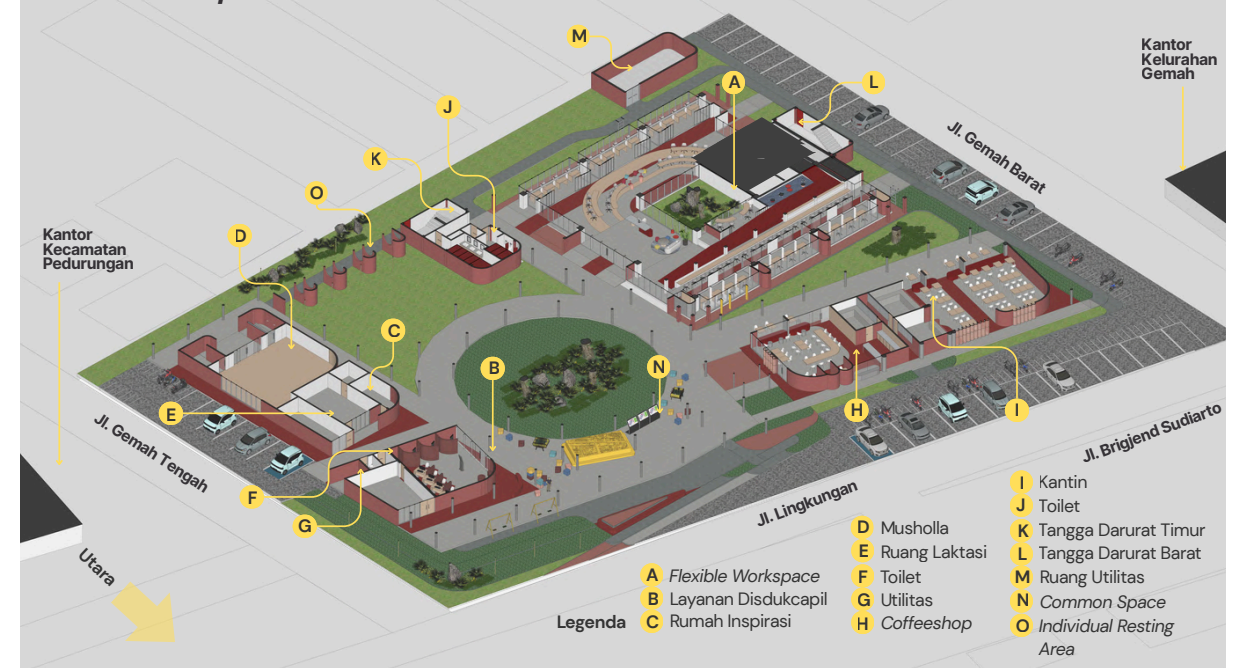 M
A
L
J
K
O
D
C
B
N
E
F
G
H
I
Kantor
Kelurahan
Gemah
Kantor
Kecamatan
Pedurungan
Jl. Gemah Barat
Jl. Gemah Tengah
Jl. Brigjend Sudiarto
Jl. Lingkungan
Utara
Legenda
A Flexible Workspace
B Layanan Disdukcapil
C Rumah Inspirasi
D Musholla
E Ruang Laktasi
F Toilet
G Utilitas
H Coffeeshop
I Kantin
J Toilet
K Tangga Darurat Timur
L Tangga Darurat Barat
M Ruang Utilitas
N Common Space
O Individual Resting
Area